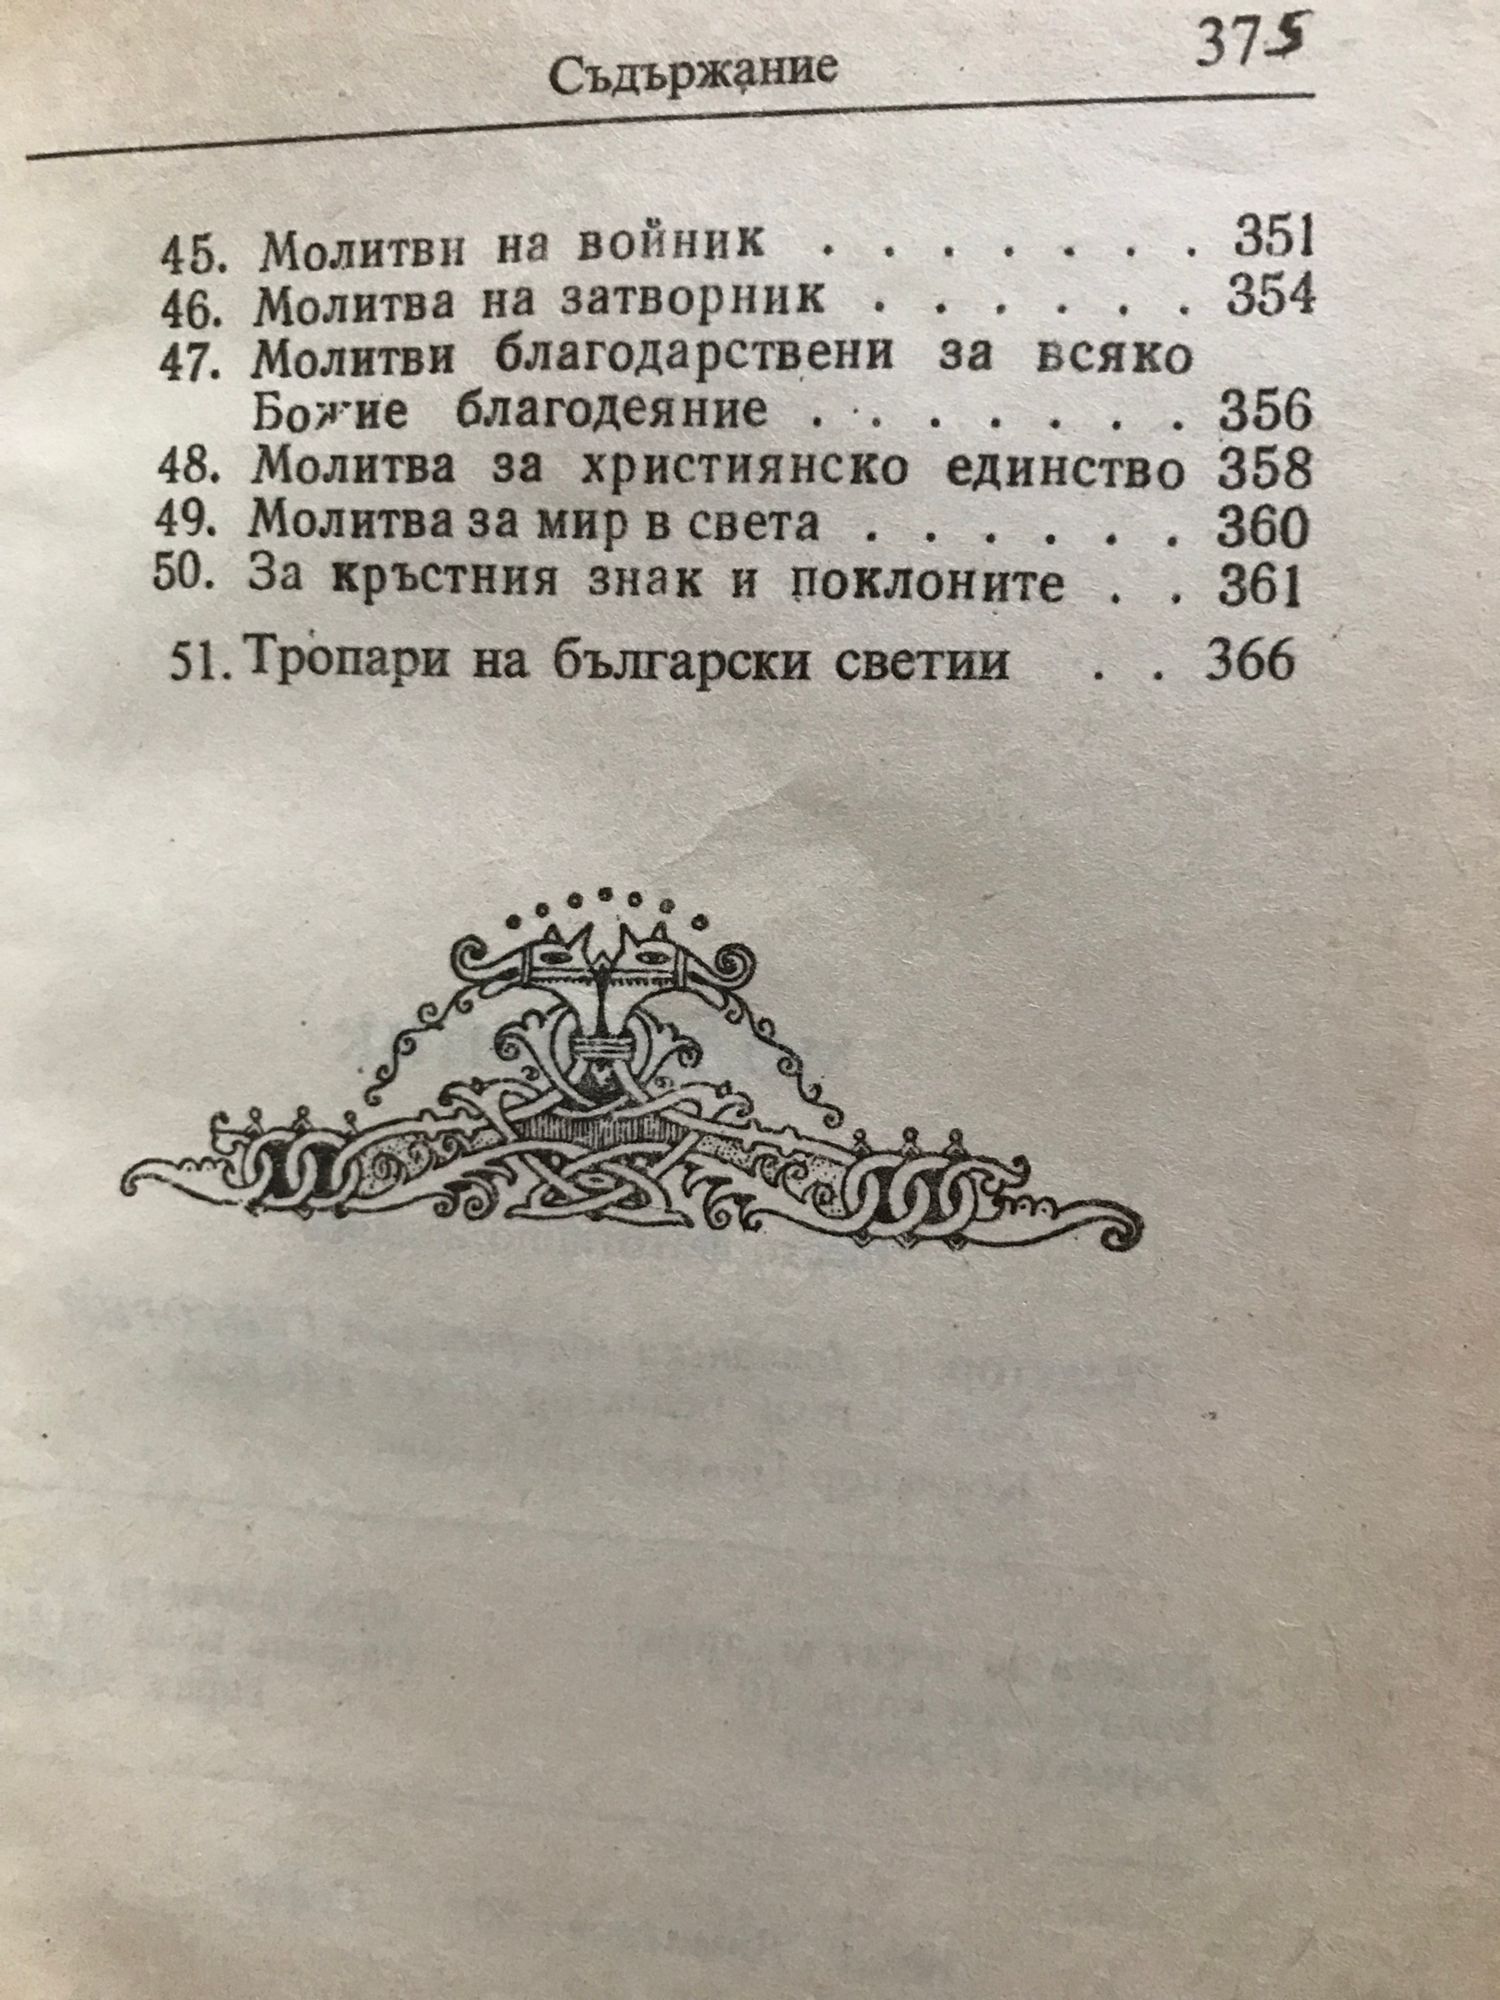 Съдържание 375
45. Молитви на войник . . . . . . . 351
46. Молитва на затворник . . . . . . 354
47. Молитви благодарствени за всяко
Божие благодеяние . . . . . . . 356
48. Молитва за християнско единство 358
49. Молитва за мир в света . . . . . . 360
50. За кръстния знак и поклоните . . 361
51. Тропари на български светии . . 366